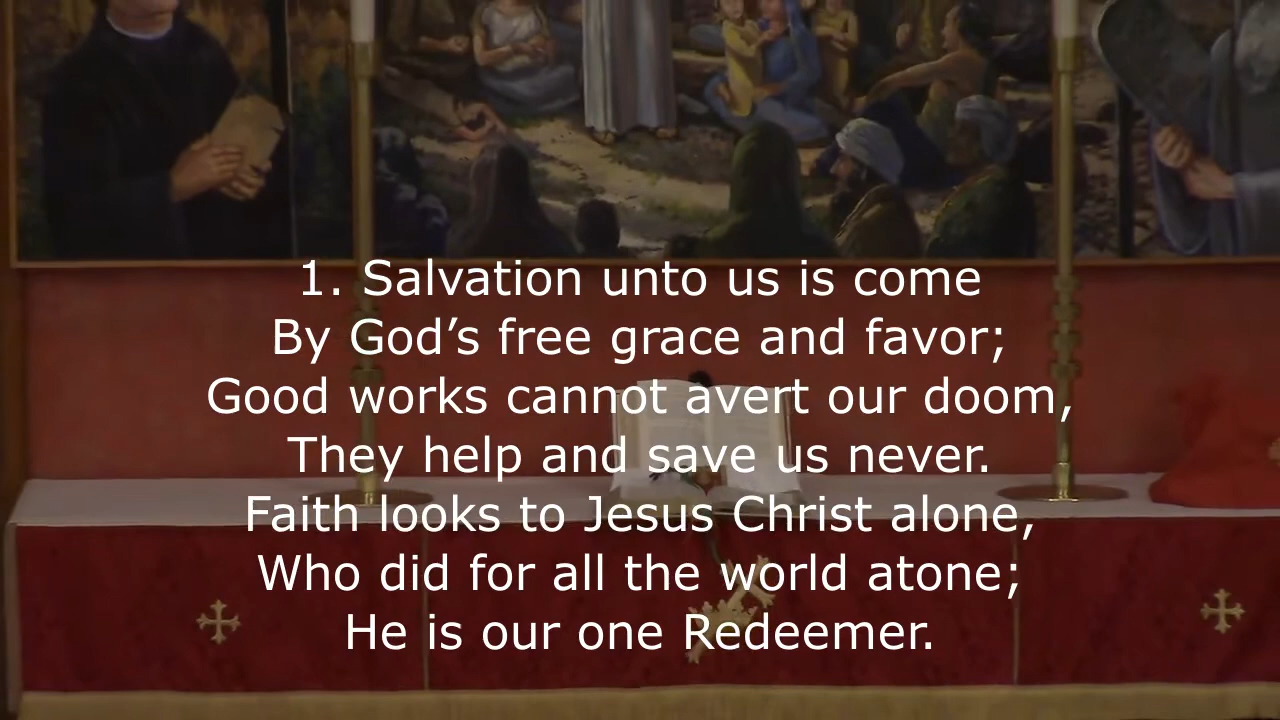 1. Salvation unto us is come
By God’s free grace and favor;
Good works cannot avert our doom,
They help and save us never.
Faith looks to Jesus Christ alone,
Who did for all the world atone;
He is our one Redeemer.